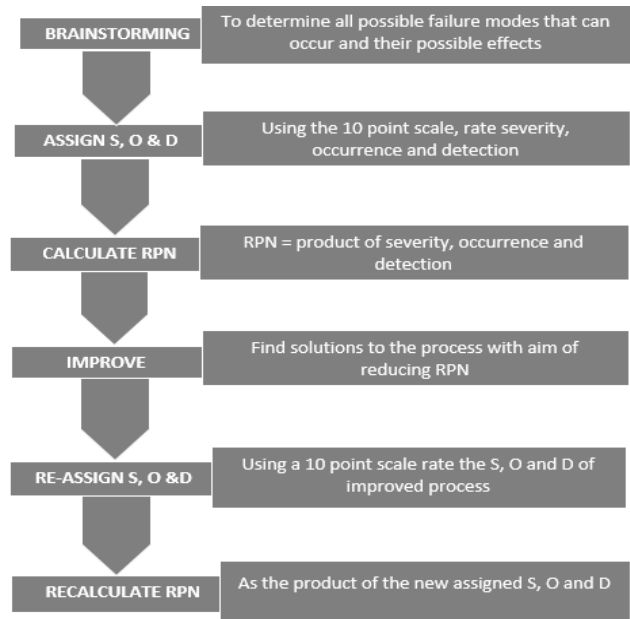 BRAINSTORMING
To determine all possible failure modes that can
occur and their possible effects
ASSIGN S, O & D
Using the 10 point scale, rate severity,
occurrence and detection
CALCULATE RPN
RPN = product of severity, occurrence and
detection
IMPROVE
Find solutions to the process with aim of
reducing RPN
RE-ASSIGN S, O &D
Using a 10 point scale rate the S, O and D of
improved process
RECALCULATE RPN
As the product of the new assigned S, O and D